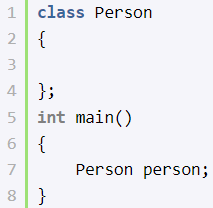 1 class Person
2 {
3
4 };
5 int main()
6 {
7     Person person;
8 }